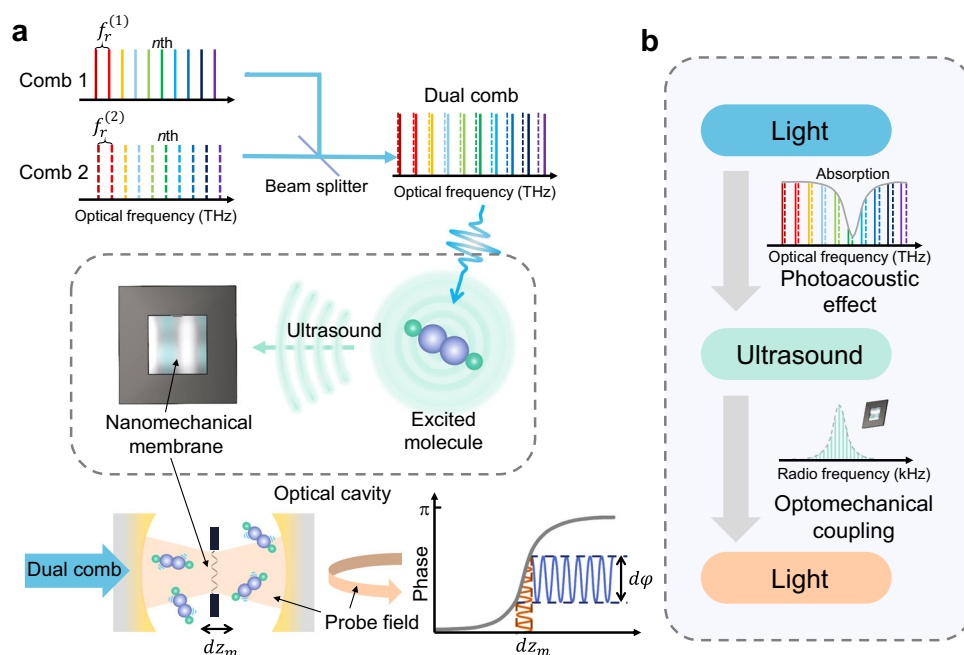 a
f_r^(1)
nth
Comb 1
f_r^(2)
nth
Comb 2
Optical frequency (THz)
Beam splitter
Dual comb
Optical frequency (THz)
Ultrasound
Nanomechanical
membrane
Excited
molecule
Optical cavity
Dual comb
dz_m
Probe field
π
Phase
dφ
dz_m
b
Light
Absorption
Optical frequency (THz)
Photoacoustic
effect
Ultrasound
Radio frequency (kHz)
Optomechanical
coupling
Light